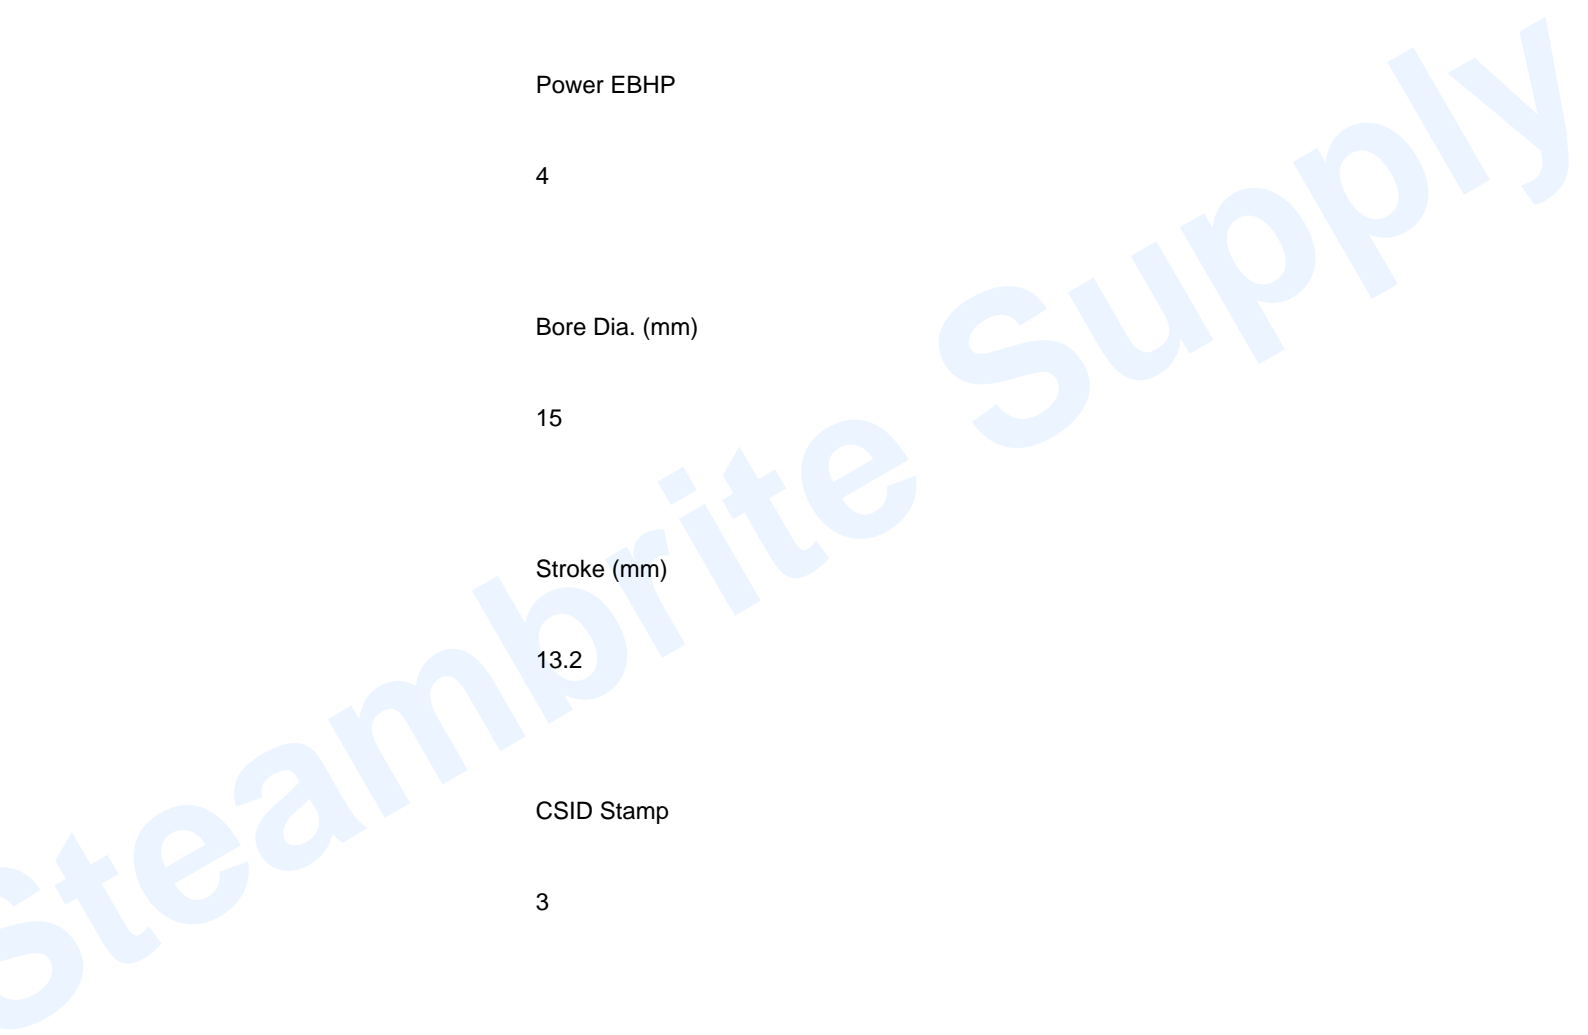 Power EBHP
4
Bore Dia. (mm)
15
Stroke (mm)
13.2
CSID Stamp
3
Steambrite Supply